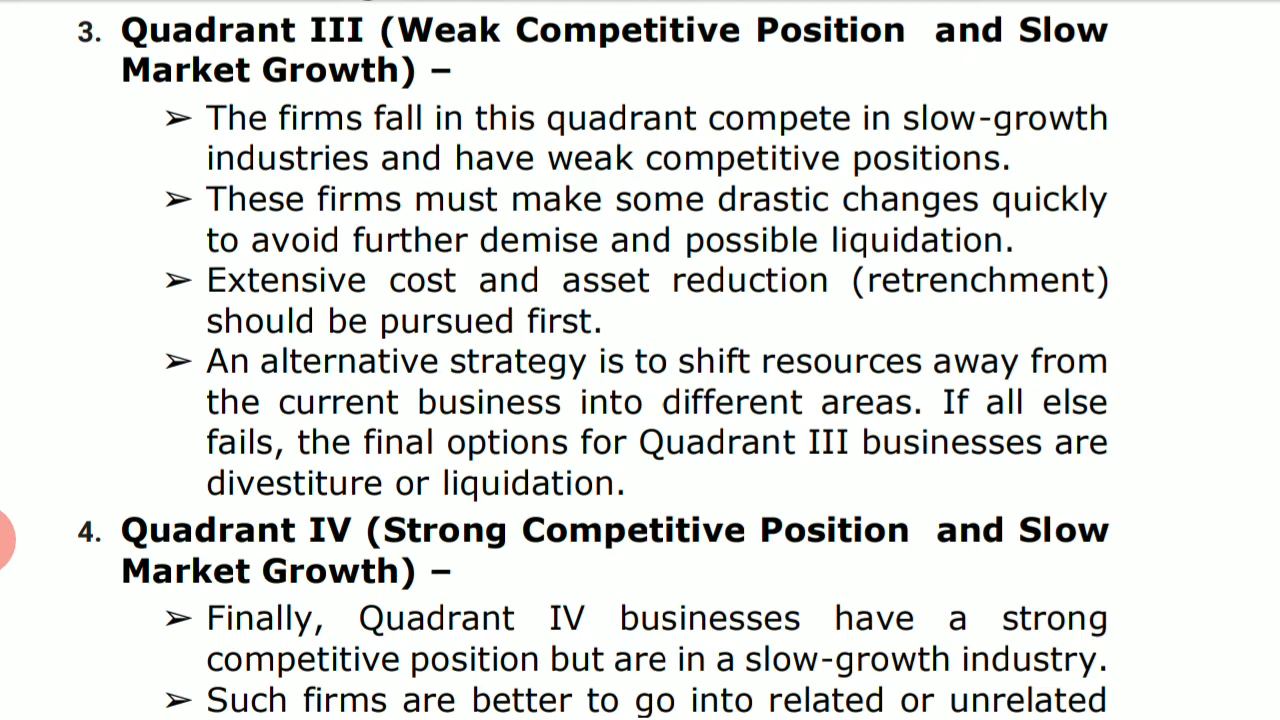 3. Quadrant III (Weak Competitive Position and Slow
Market Growth) –
➢ The firms fall in this quadrant compete in slow-growth
industries and have weak competitive positions.
➢ These firms must make some drastic changes quickly
to avoid further demise and possible liquidation.
➢ Extensive cost and asset reduction (retrenchment)
should be pursued first.
➢ An alternative strategy is to shift resources away from
the current business into different areas. If all else
fails, the final options for Quadrant III businesses are
divestiture or liquidation.
4. Quadrant IV (Strong Competitive Position and Slow
Market Growth) –
➢ Finally, Quadrant IV businesses have a strong
competitive position but are in a slow-growth industry.
➢ Such firms are better to go into related or unrelated